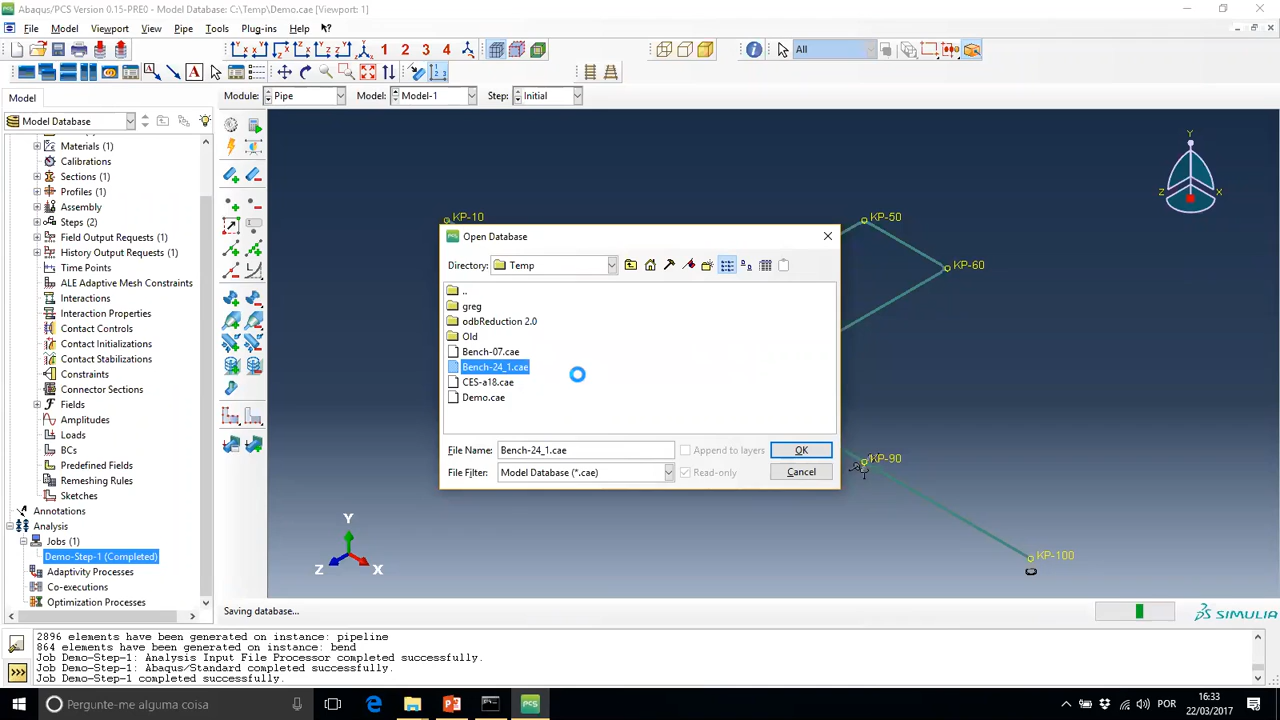 Abaqus/PCS Version 0.15-PRE0 - Model Database: C:\Temp\Demo.cae [Viewport: 1]
File Model Viewport View Pipe Tools Plug-ins Help
1 2 3 4
All
Model
Module: Pipe Model: Model-1 Step: Initial
Model Database
Materials (1)
Calibrations
Sections (1)
Profiles (1)
Assembly
Steps (2)
Field Output Requests (1)
History Output Requests (1)
Time Points
ALE Adaptive Mesh Constraints
Interactions
Interaction Properties
Contact Controls
Contact Initializations
Contact Stabilizations
Constraints
Connector Sections
Fields
Amplitudes
Loads
BCs
Predefined Fields
Remeshing Rules
Sketches
Annotations
Analysis
Jobs (1)
Demo-Step-1 (Completed)
Adaptivity Processes
Co-executions
Optimization Processes
KP-10
KP-50
KP-60
KP-90
KP-100
Y
Z X
Y
Z X
Open Database
Directory: Temp
..
greg
odbReduction 2.0
Old
Bench-07.cae
Bench-24_1.cae
CES-a18.cae
Demo.cae
File Name: Bench-24_1.cae Append to layers OK
File Filter: Model Database (*.cae) Read-only Cancel
Saving database...
SIMULIA
2896 elements have been generated on instance: pipeline
864 elements have been generated on instance: bend
Job Demo-Step-1: Analysis Input File Processor completed successfully.
Job Demo-Step-1: Abaqus/Standard completed successfully.
Job Demo-Step-1 completed successfully.
Pergunte-me alguma coisa
POR
16:33
22/03/2017